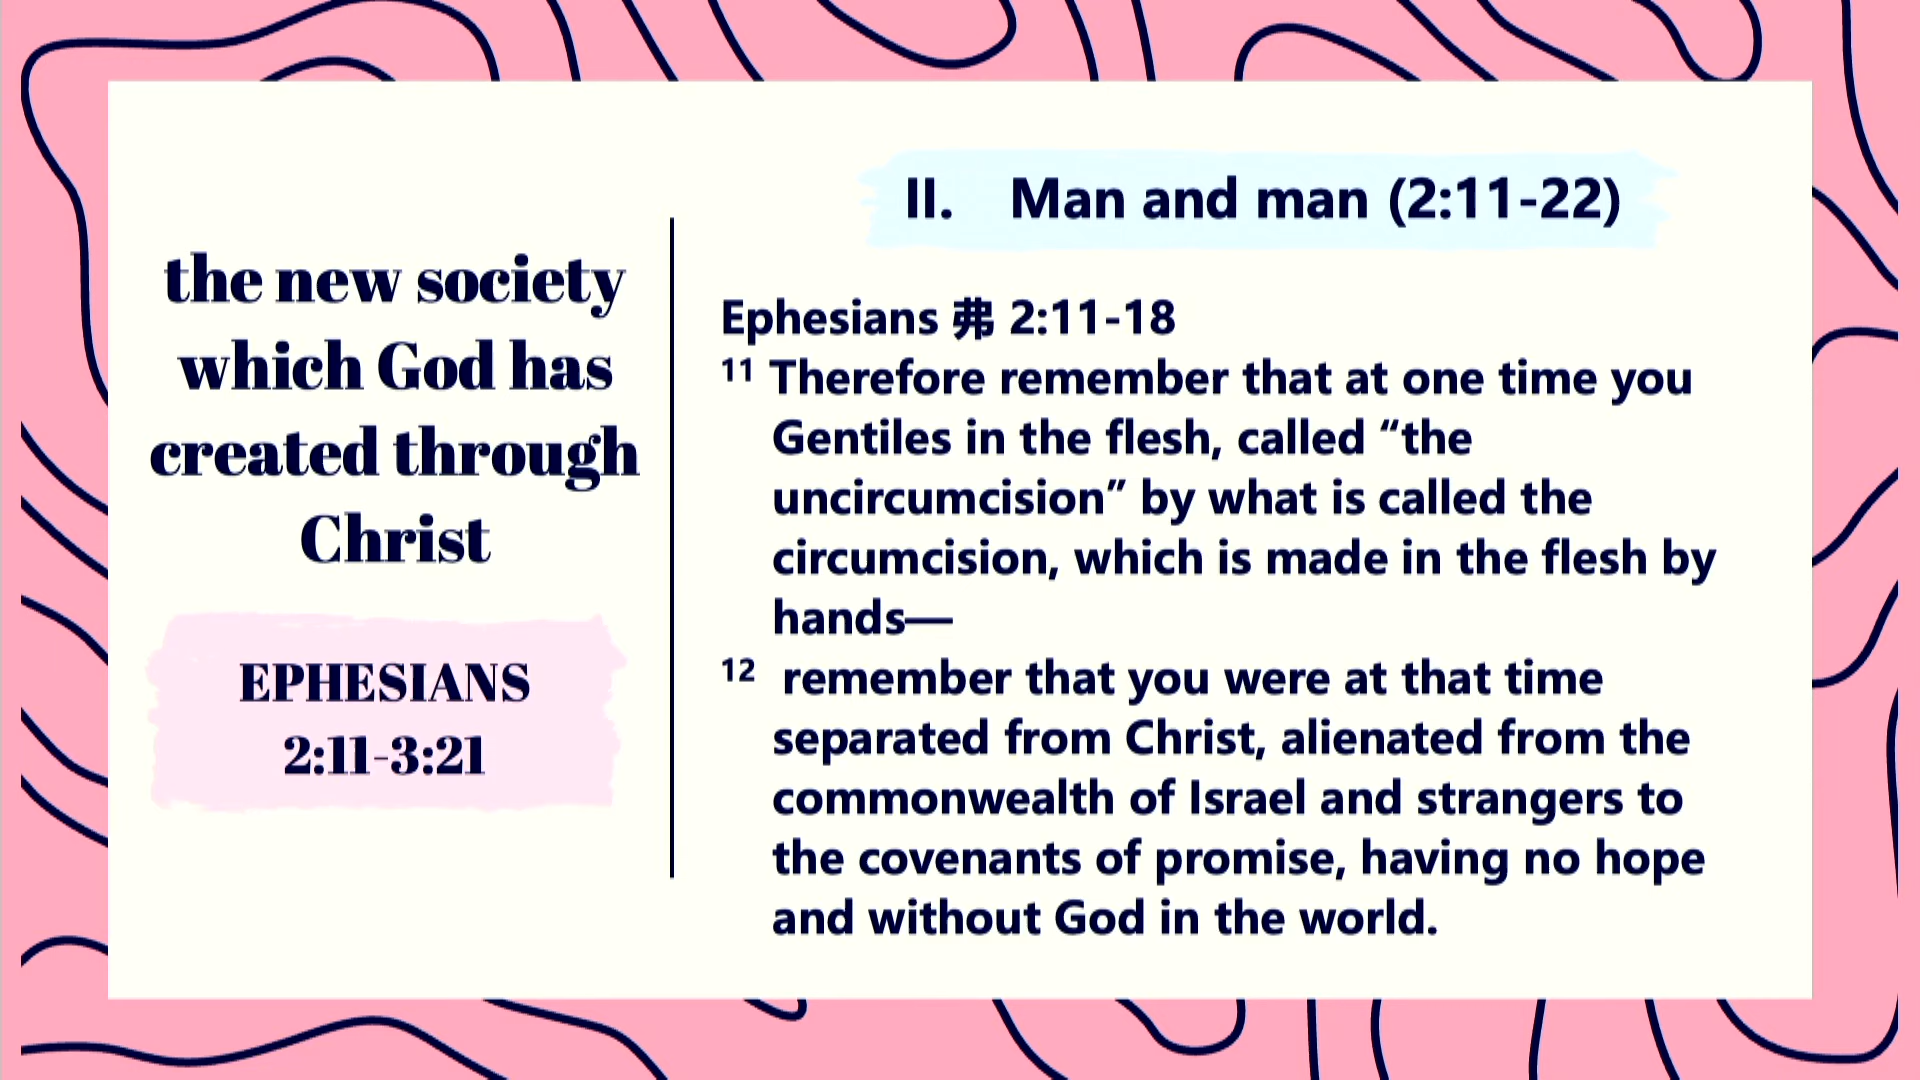 the new society
which God has
created through
Christ
EPHESIANS
2:11-3:21
II. Man and man (2:11-22)
Ephesians 弗 2:11-18
11 Therefore remember that at one time you
Gentiles in the flesh, called “the
uncircumcision” by what is called the
circumcision, which is made in the flesh by
hands—
12 remember that you were at that time
separated from Christ, alienated from the
commonwealth of Israel and strangers to
the covenants of promise, having no hope
and without God in the world.